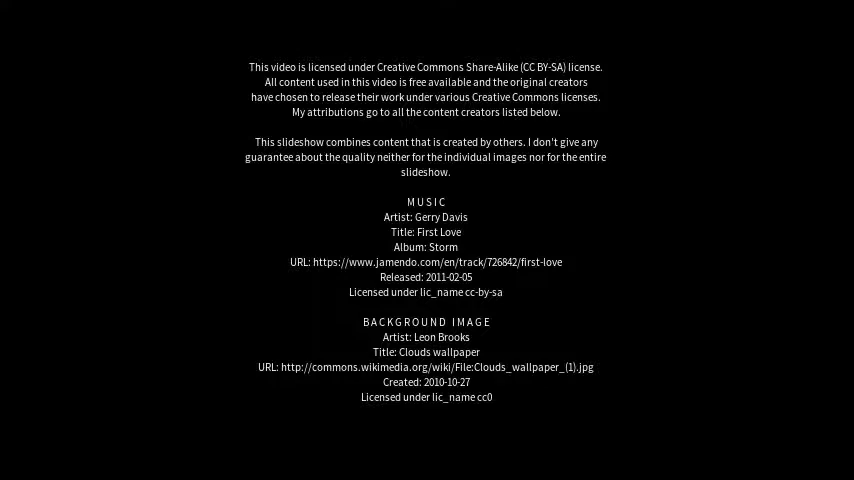 This video is licensed under Creative Commons Share-Alike (CC BY-SA) license.
All content used in this video is free available and the original creators
have chosen to release their work under various Creative Commons licenses.
My attributions go to all the content creators listed below.
This slideshow combines content that is created by others. I don't give any
guarantee about the quality neither for the individual images nor for the entire
slideshow.
MUSIC
Artist: Gerry Davis
Title: First Love
Album: Storm
URL: https://www.jamendo.com/en/track/726842/first-love
Released: 2011-02-05
Licensed under lic_name cc-by-sa
BACKGROUND IMAGE
Artist: Leon Brooks
Title: Clouds wallpaper
URL: http://commons.wikimedia.org/wiki/File:Clouds_wallpaper_(1).jpg
Created: 2010-10-27
Licensed under lic_name cc0